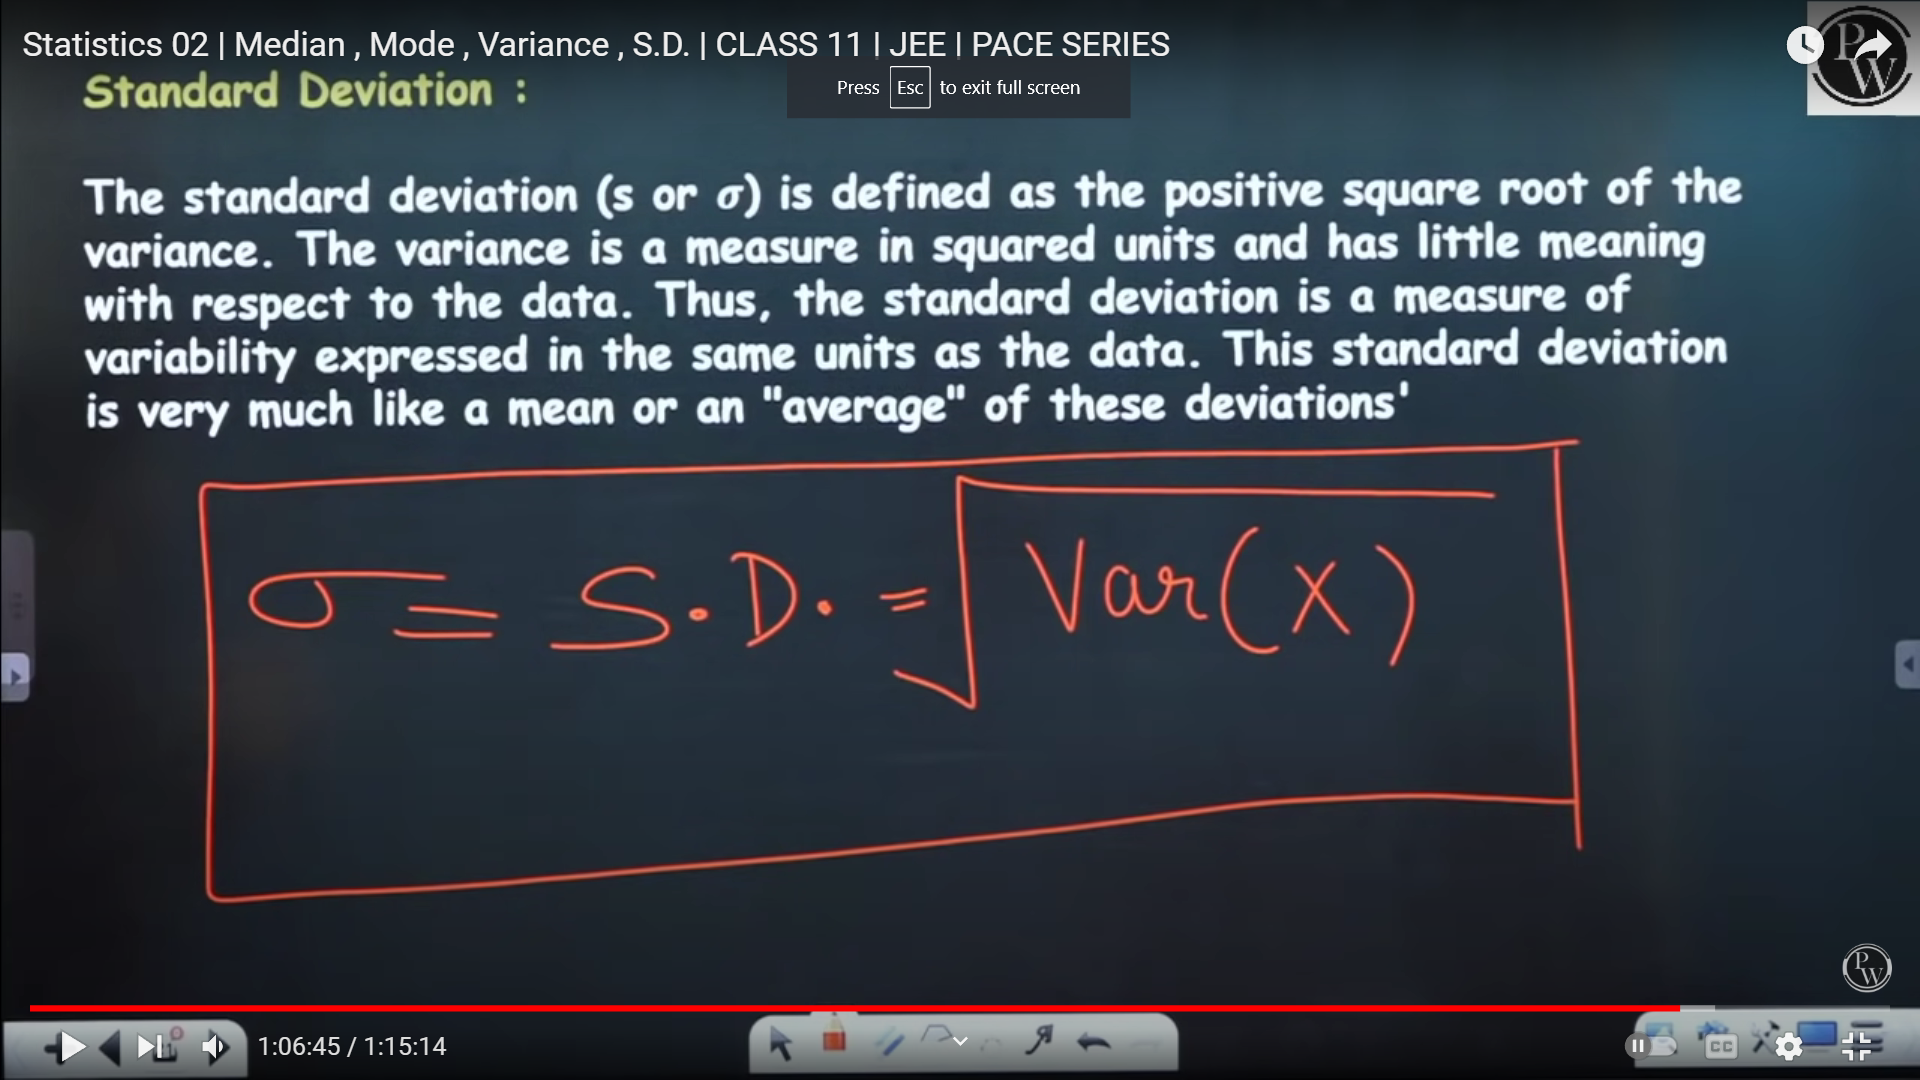 Statistics 02 | Median , Mode , Variance , S.D. | CLASS 11 | JEE | PACE SERIES
Press Esc to exit full screen
PW
Standard Deviation :
The standard deviation (s or σ) is defined as the positive square root of the
variance. The variance is a measure in squared units and has little meaning
with respect to the data. Thus, the standard deviation is a measure of
variability expressed in the same units as the data. This standard deviation
is very much like a mean or an "average" of these deviations'
σ = S.D. = √Var(X)
PW
1:06:45 / 1:15:14
CC